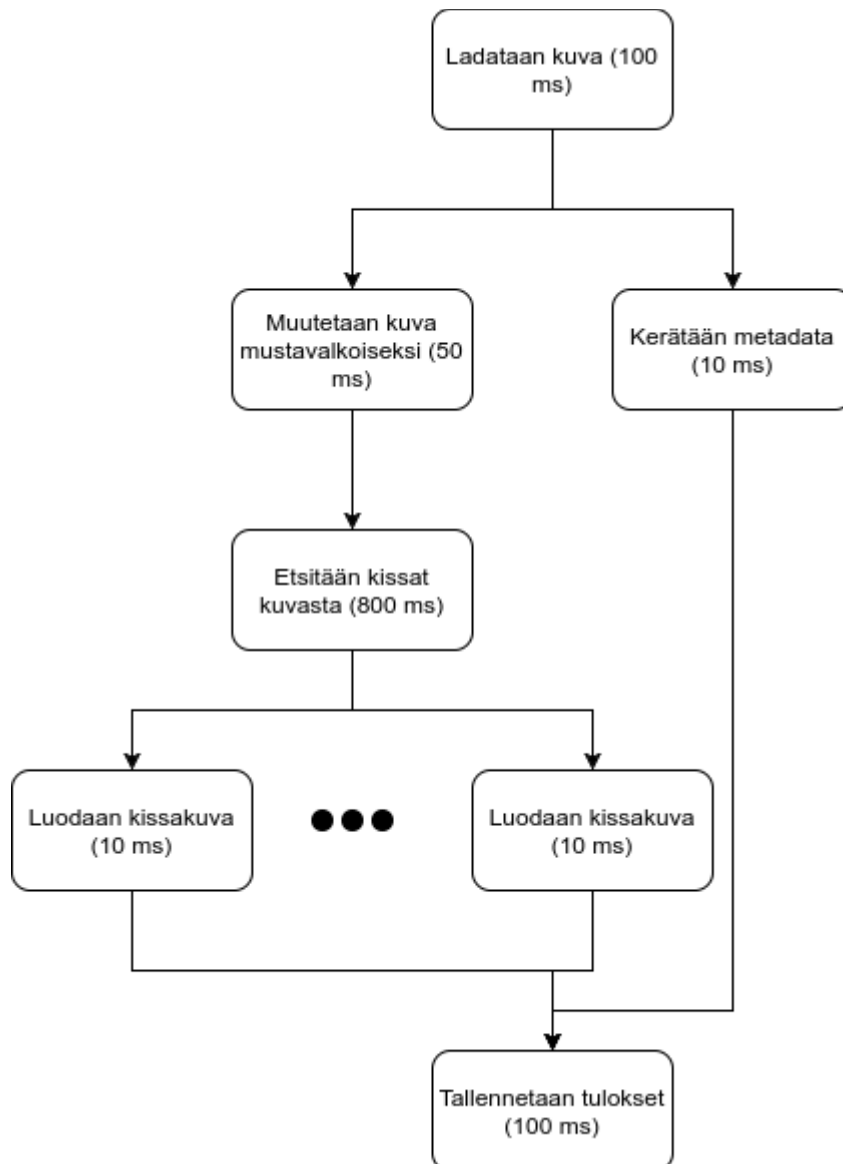 Ladataan kuva (100
ms)
Muutetaan kuva
mustavalkoiseksi (50
ms)
Kerätään metadata
(10 ms)
Etsitään kissat
kuvasta (800 ms)
Luodaan kissakuva
(10 ms)
Luodaan kissakuva
(10 ms)
Tallennetaan tulokset
(100 ms)